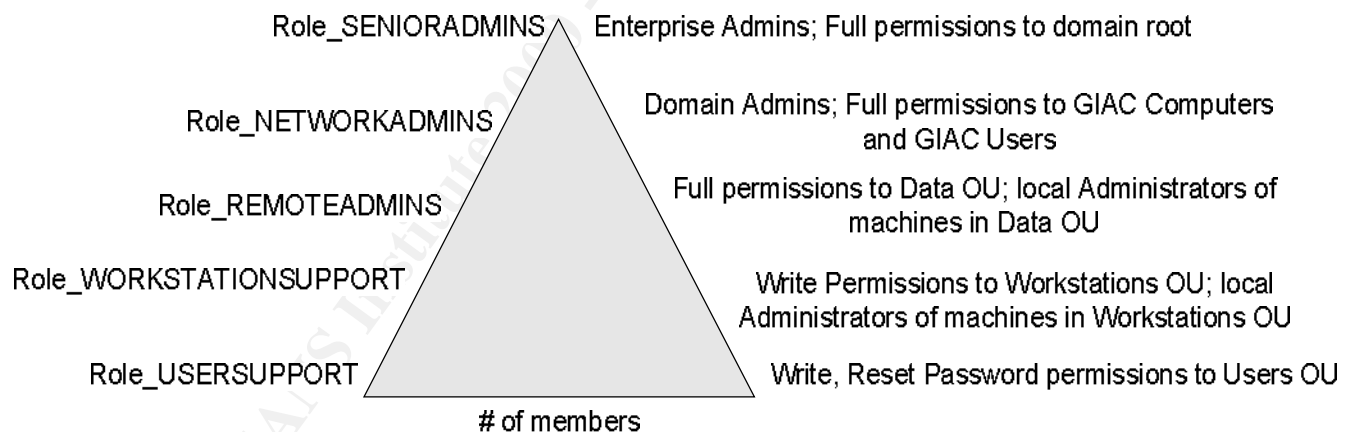 Role_SENIORADMINS
Enterprise Admins; Full permissions to domain root
Role_NETWORKADMINS
Domain Admins; Full permissions to GIAC Computers
and GIAC Users
Role_REMOTEADMINS
Full permissions to Data OU; local Administrators of
machines in Data OU
Role_WORKSTATIONSUPPORT
Write Permissions to Workstations OU; local
Administrators of machines in Workstations OU
Role_USERSUPPORT
Write, Reset Password permissions to Users OU
# of members